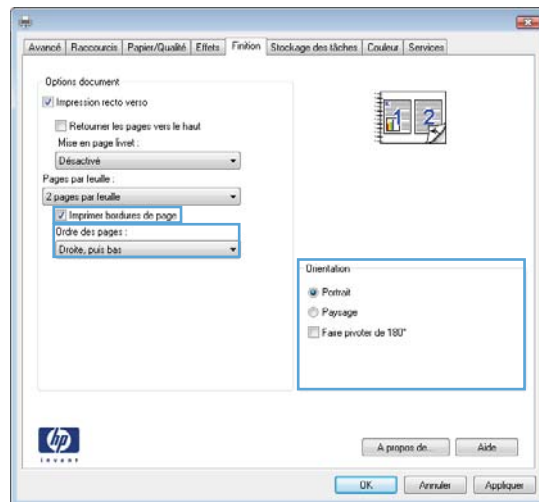 Avancé Raccourcis Papier/Qualité Effets Finition Stockage des tâches Couleur Services
Options document
Impression recto verso
Retourner les pages vers le haut
Mise en page livret :
Désactivé
Pages par feuille :
2 pages par feuille
Imprimer bordures de page
Ordre des pages :
Droite, puis bas
1 2
Orientation
Portrait
Paysage
Faire pivoter de 180°
hp
invent
A propos de... Aide
OK Annuler Appliquer